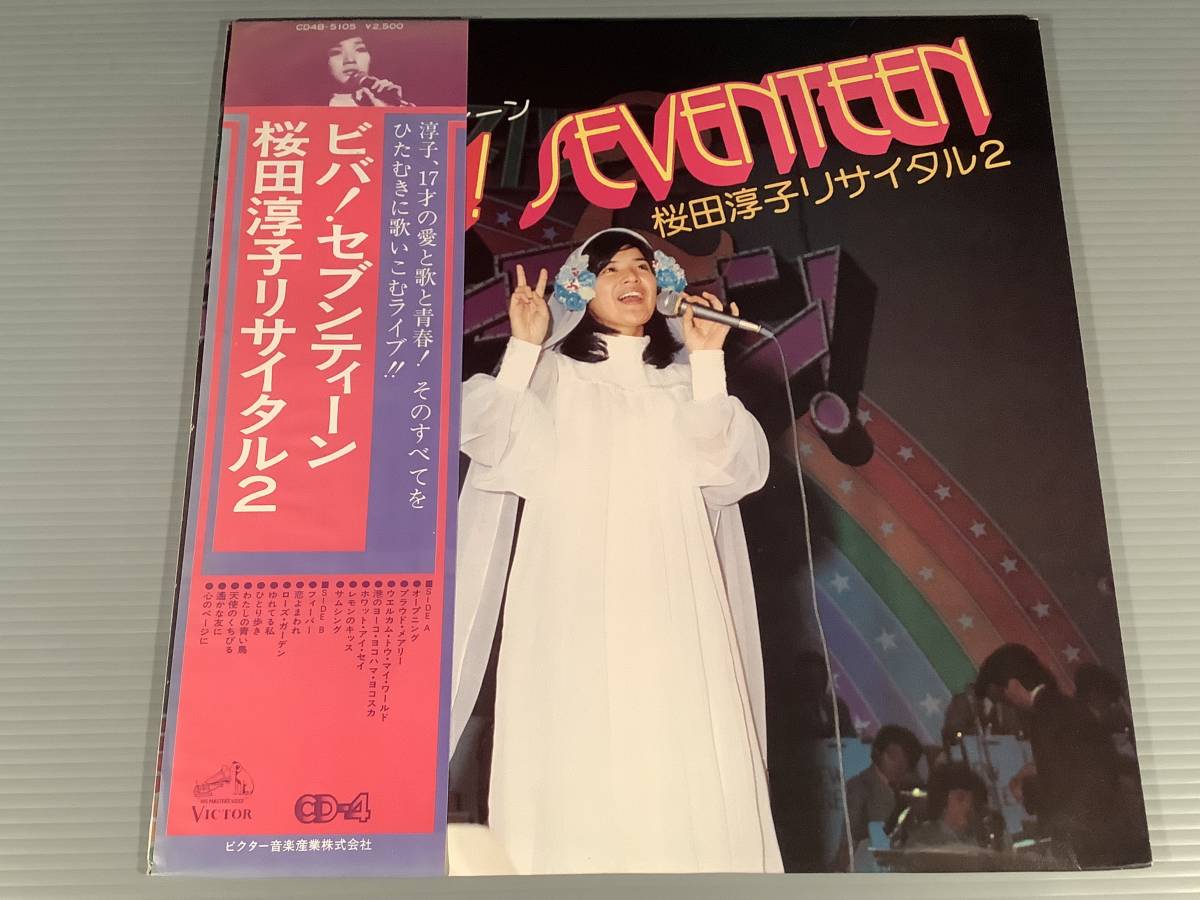 CD4B-5105 ¥2,500
ビバ!セブンティーン
桜田淳子リサイタル2
淳子、17才の愛と歌と青春! そのすべてを
ひたむきに歌いこむライブ!!
■SIDE A
●オープニング
●プラウド・メアリー
●ウエルカム・トゥ・マイ・ワールド
●港のヨーコ・ヨコハマ・ヨコスカ
●ホワット・アイ・セイ
●レモンのキッス
●サムシング
■SIDE B
●フィーバー
●恋よまわれ
●ローズ・ガーデン
●ゆれてる私
●ひとり歩き
●わたしの青い鳥
●天使のくちびる
●遥かな友に
●心のページに
HIS MASTER'S VOICE
VICTOR
CD-4
ビクター音楽産業株式会社
ーン
! SEVENTEEN
桜田淳子リサイタル2